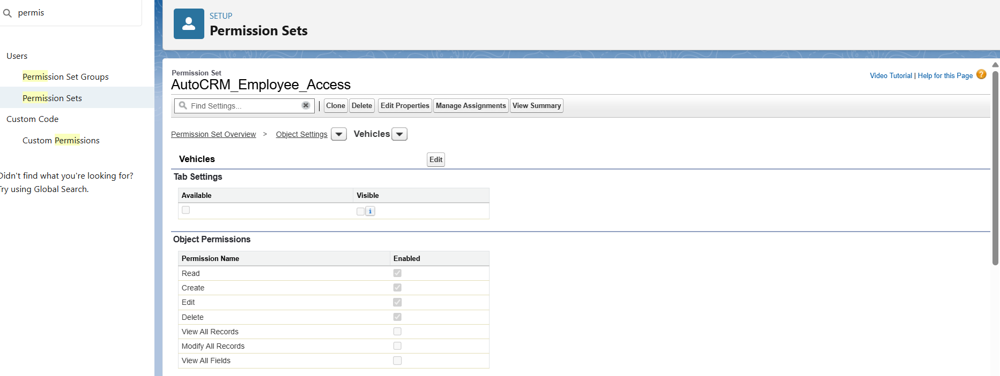 permis
Users
Permission Set Groups
Permission Sets
Custom Code
Custom Permissions
Didn't find what you're looking for?
Try using Global Search.
SETUP
Permission Sets
Permission Set
AutoCRM_Employee_Access
Video Tutorial | Help for this Page ?
Find Settings... Clone Delete Edit Properties Manage Assignments View Summary
Permission Set Overview > Object Settings Vehicles
Vehicles Edit
Tab Settings
Available Visible
i
Object Permissions
Permission Name Enabled
Read
Create
Edit
Delete
View All Records
Modify All Records
View All Fields